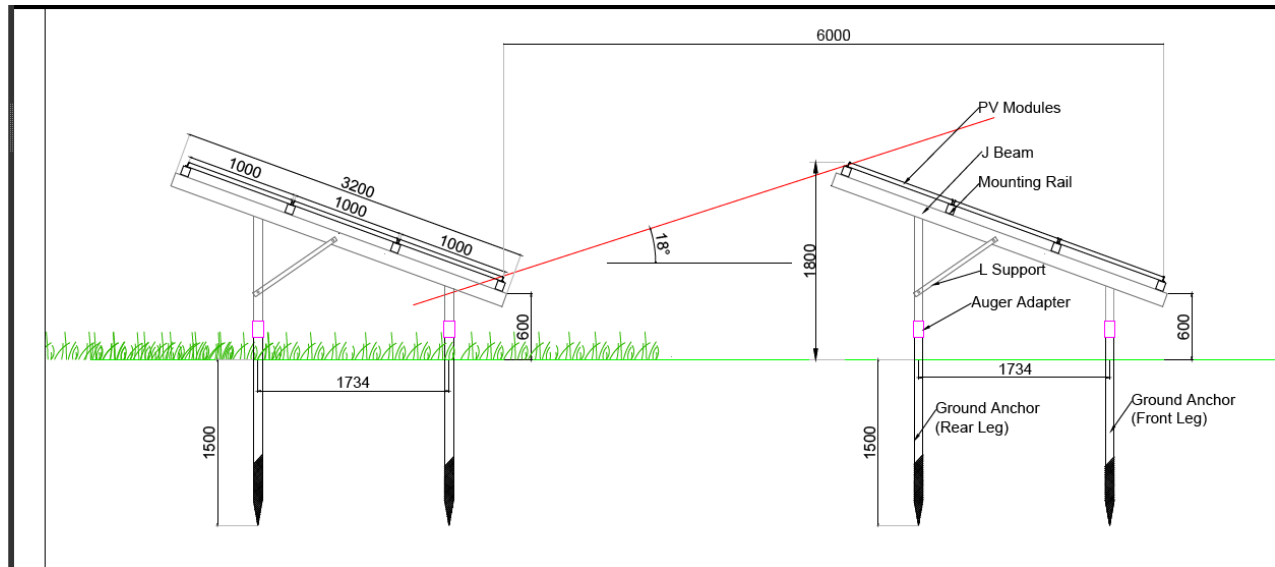 6000
PV Modules
J Beam
Mounting Rail
1000
3200
1000
1000
18°
1800
L Support
Auger Adapter
600
600
1734
1734
1500
1500
Ground Anchor
(Rear Leg)
Ground Anchor
(Front Leg)